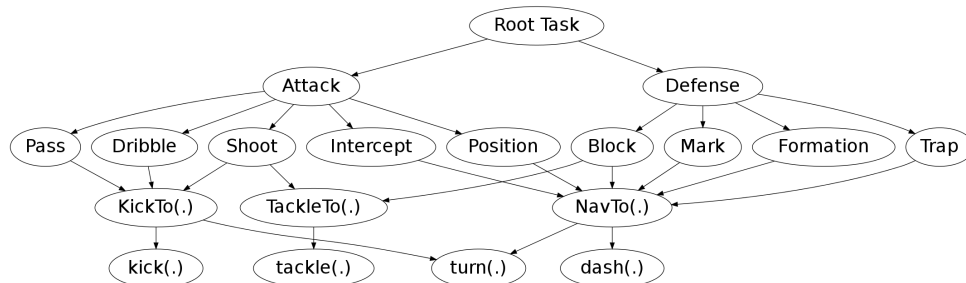 Root Task
Attack
Defense
Pass
Dribble
Shoot
Intercept
Position
Block
Mark
Formation
Trap
KickTo(.)
TackleTo(.)
NavTo(.)
kick(.)
tackle(.)
turn(.)
dash(.)